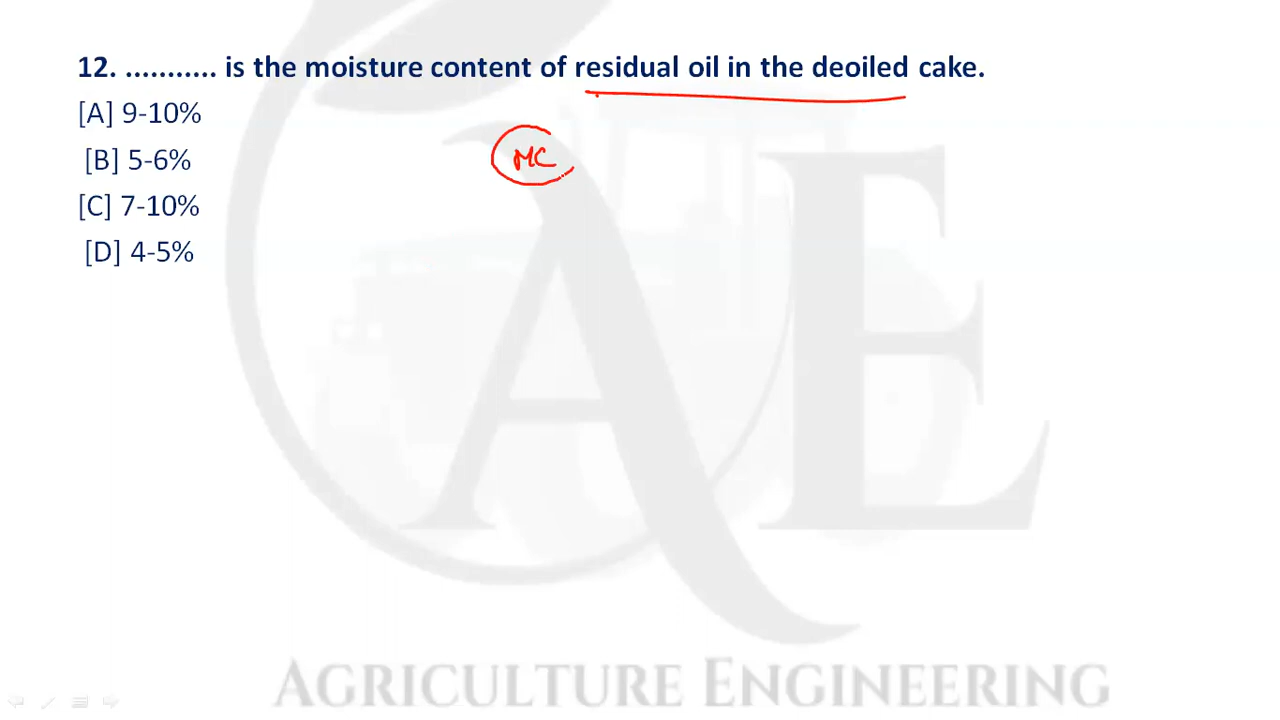 12. ........... is the moisture content of residual oil in the deoiled cake.
[A] 9-10%
MC
[B] 5-6%
[C] 7-10%
[D] 4-5%
AE
AGRICULTURE ENGINEERING